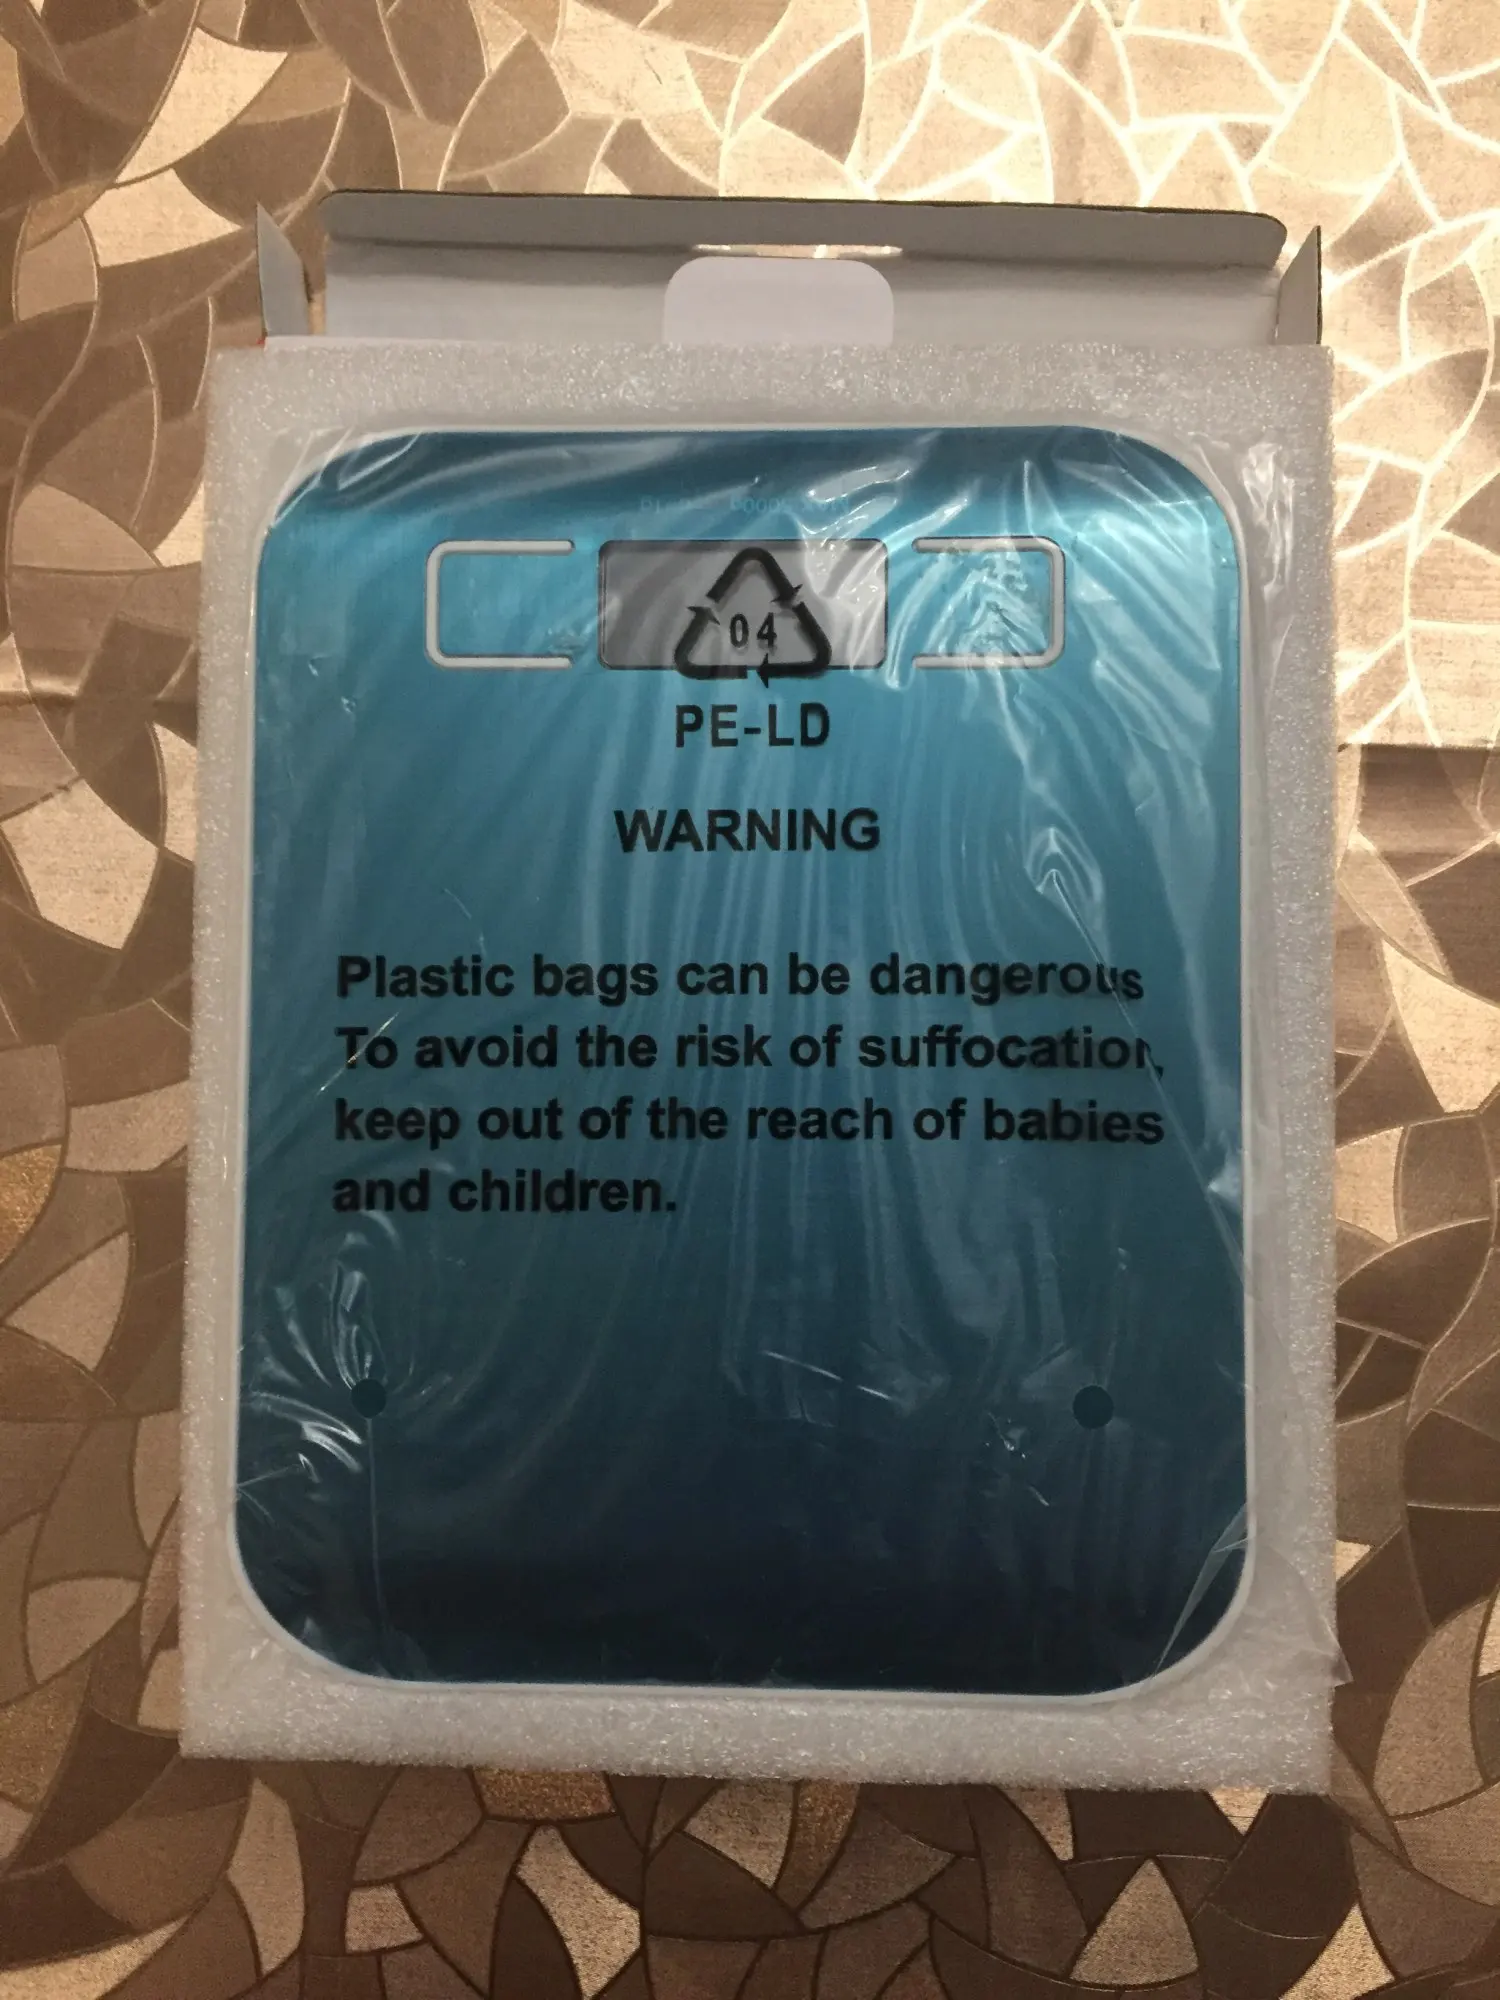 04
PE-LD
WARNING
Plastic bags can be dangerous
To avoid the risk of suffocation,
keep out of the reach of babies
and children.